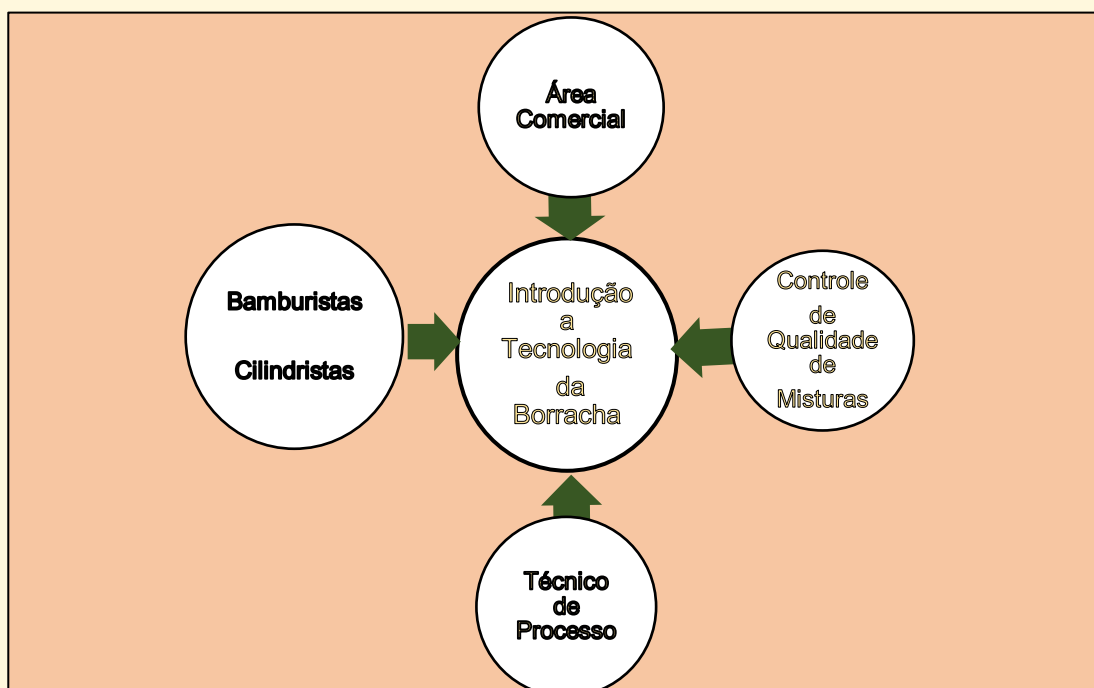 Área
Comercial
Bamburistas
Cilindristas
Introdução
a
Tecnologia
da
Borracha
Controle
de
Qualidade
de
Misturas
Técnico
de
Processo